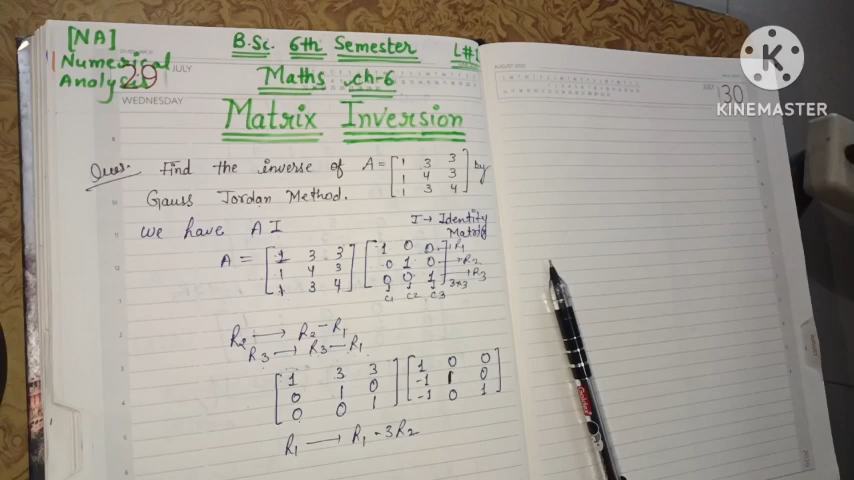 [NA]
Numerical
Analysis
29 JULY
WEDNESDAY
B.Sc. 6th Semester L#1
Maths ch-6
Matrix Inversion
Ques. Find the inverse of A = [ 1 3 3 by
1 4 3
1 3 4 ]
Gauss Jordan Method.
we have A I
I → Identity
Matrix
A = [ 1 3 3 ] [ 1 0 0 ] → R1
1 4 3 0 1 0 → R2
1 3 4 0 0 1 → R3
3×3
C1 C2 C3
R2 → R2 - R1
R3 → R3 - R1
[ 1 3 3 ] [ 1 0 0 ]
0 1 0 -1 1 0
0 0 1 -1 0 1
R1 → R1 - 3R2
AUGUST
JULY 30
KINEMASTER